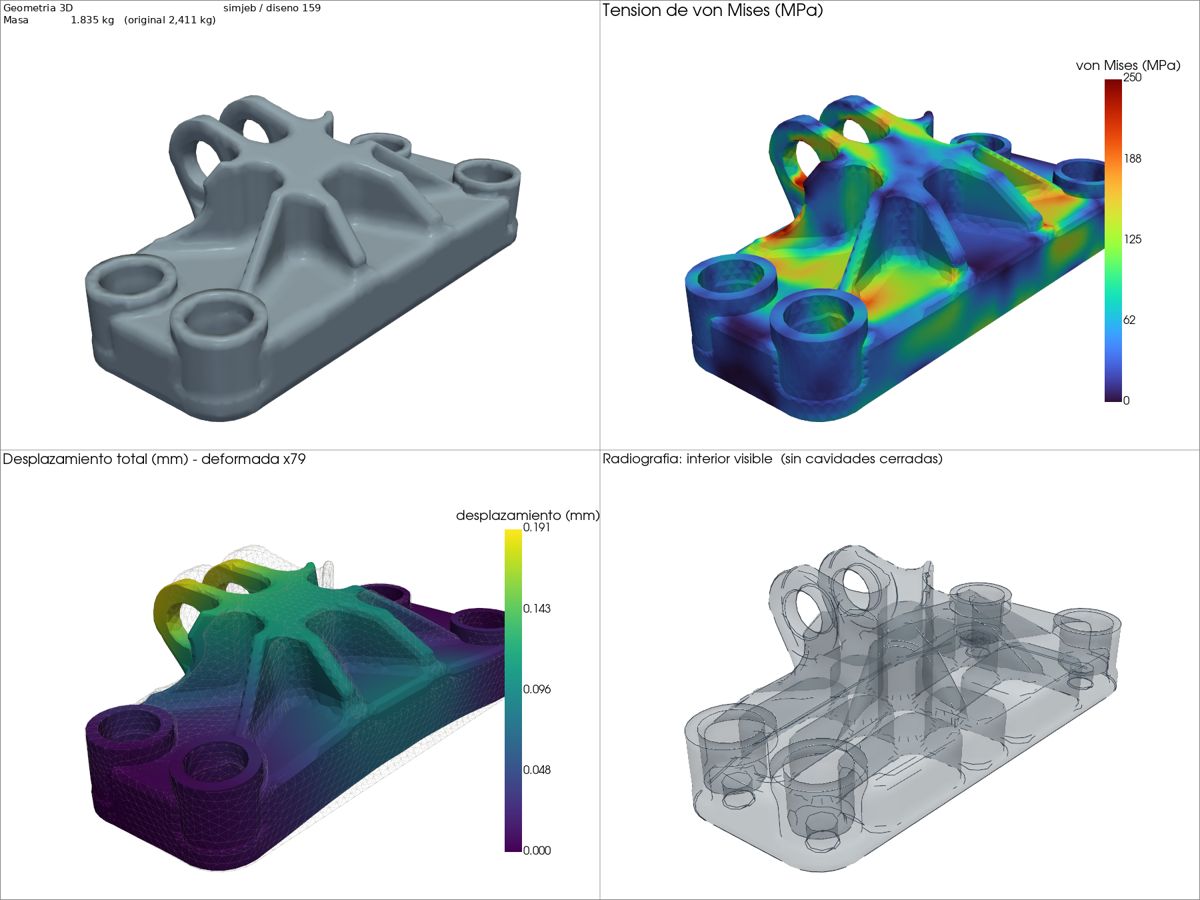 Geometria 3D simjeb / diseno 159
Masa 1.835 kg (original 2,411 kg)
Tension de von Mises (MPa)
von Mises (MPa)
250
188
125
62
0
Desplazamiento total (mm) - deformada x79
desplazamiento (mm)
0.191
0.143
0.096
0.048
0.000
Radiografia: interior visible (sin cavidades cerradas)